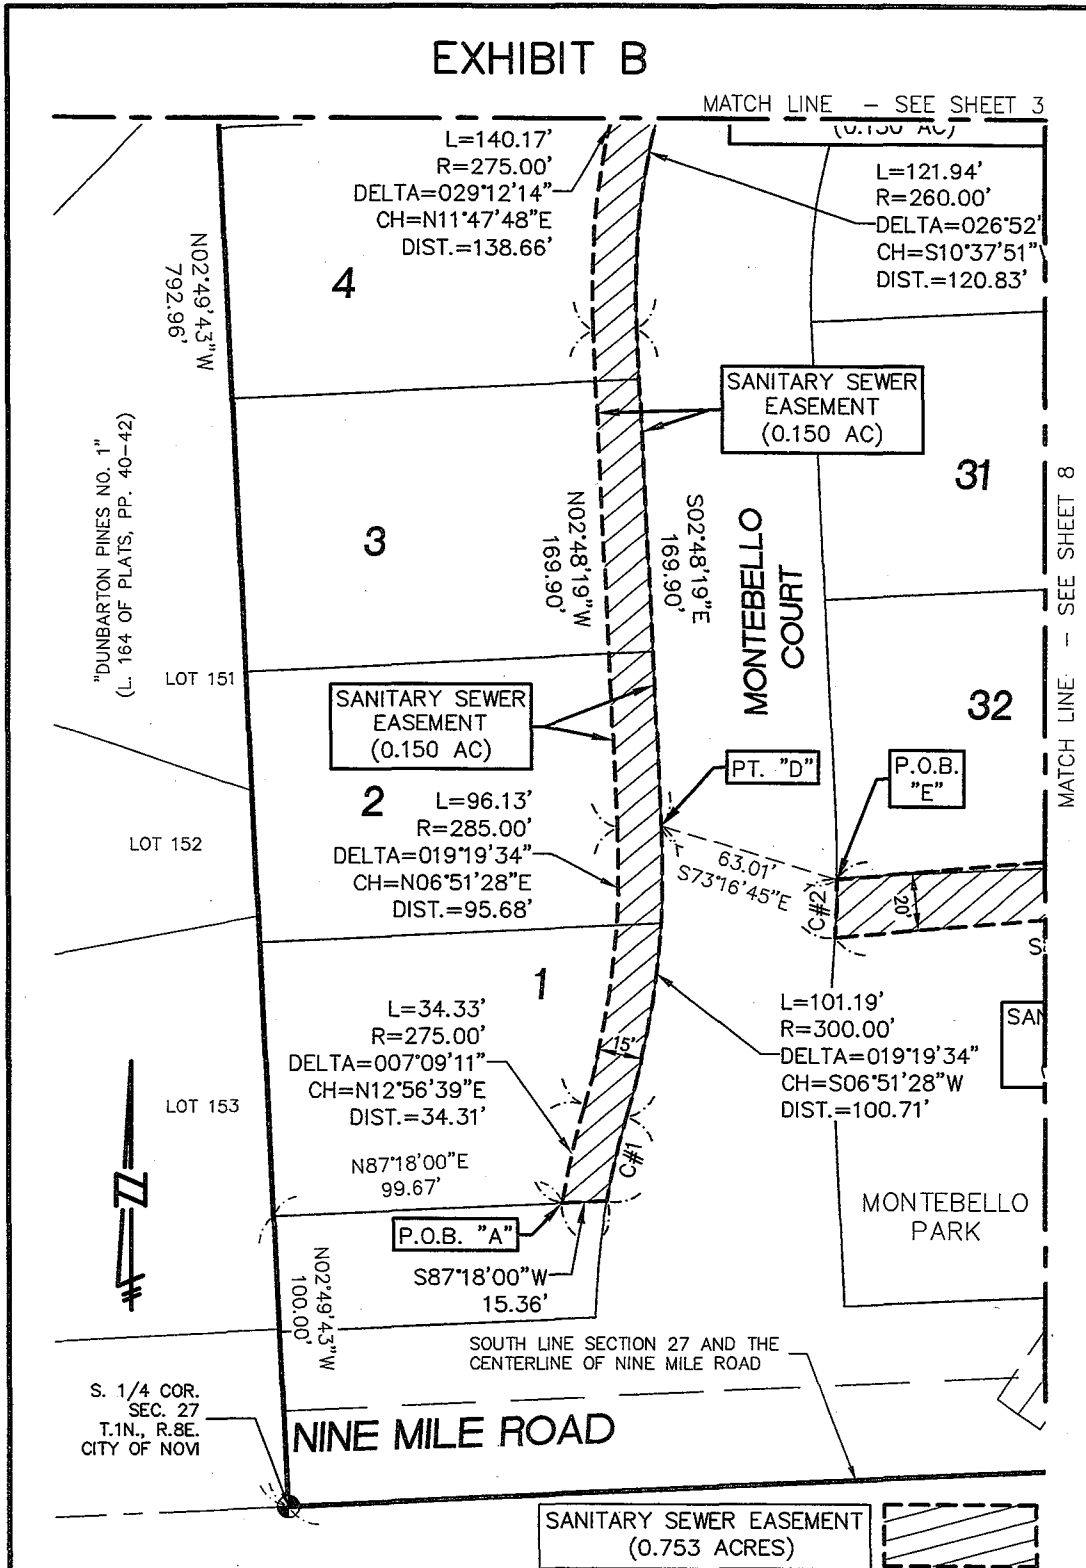 EXHIBIT B
MATCH LINE - SEE SHEET 3
(0.150 AC)
L=140.17'
R=275.00'
DELTA=029°12'14"
CH=N11°47'48"E
DIST.=138.66'
L=121.94'
R=260.00'
DELTA=026°52'
CH=S10°37'51"
DIST.=120.83'
N02°49'43"W
792.96'
4
SANITARY SEWER
EASEMENT
(0.150 AC)
"DUNBARTON PINES NO. 1"
(L. 164 OF PLATS, PP. 40-42)
3
N02°48'19"W
169.90'
S02°48'19"E
169.90'
MONTEBELLO
COURT
31
MATCH LINE - SEE SHEET 8
LOT 151
SANITARY SEWER
EASEMENT
(0.150 AC)
32
PT. "D"
P.O.B.
"E"
2
LOT 152
L=96.13'
R=285.00'
DELTA=019°19'34"
CH=N06°51'28"E
DIST.=95.68'
63.01'
S73°16'45"E
C#2
20'
S
1
L=34.33'
R=275.00'
DELTA=007°09'11"
CH=N12°56'39"E
DIST.=34.31'
15'
L=101.19'
R=300.00'
DELTA=019°19'34"
CH=S06°51'28"W
DIST.=100.71'
SAN
LOT 153
N
C#1
N87°18'00"E
99.67'
P.O.B. "A"
S87°18'00"W
15.36'
MONTEBELLO
PARK
N02°49'43"W
100.00'
SOUTH LINE SECTION 27 AND THE
CENTERLINE OF NINE MILE ROAD
S. 1/4 COR.
SEC. 27
T.1N., R.8E.
CITY OF NOVI
NINE MILE ROAD
SANITARY SEWER EASEMENT
(0.753 ACRES)